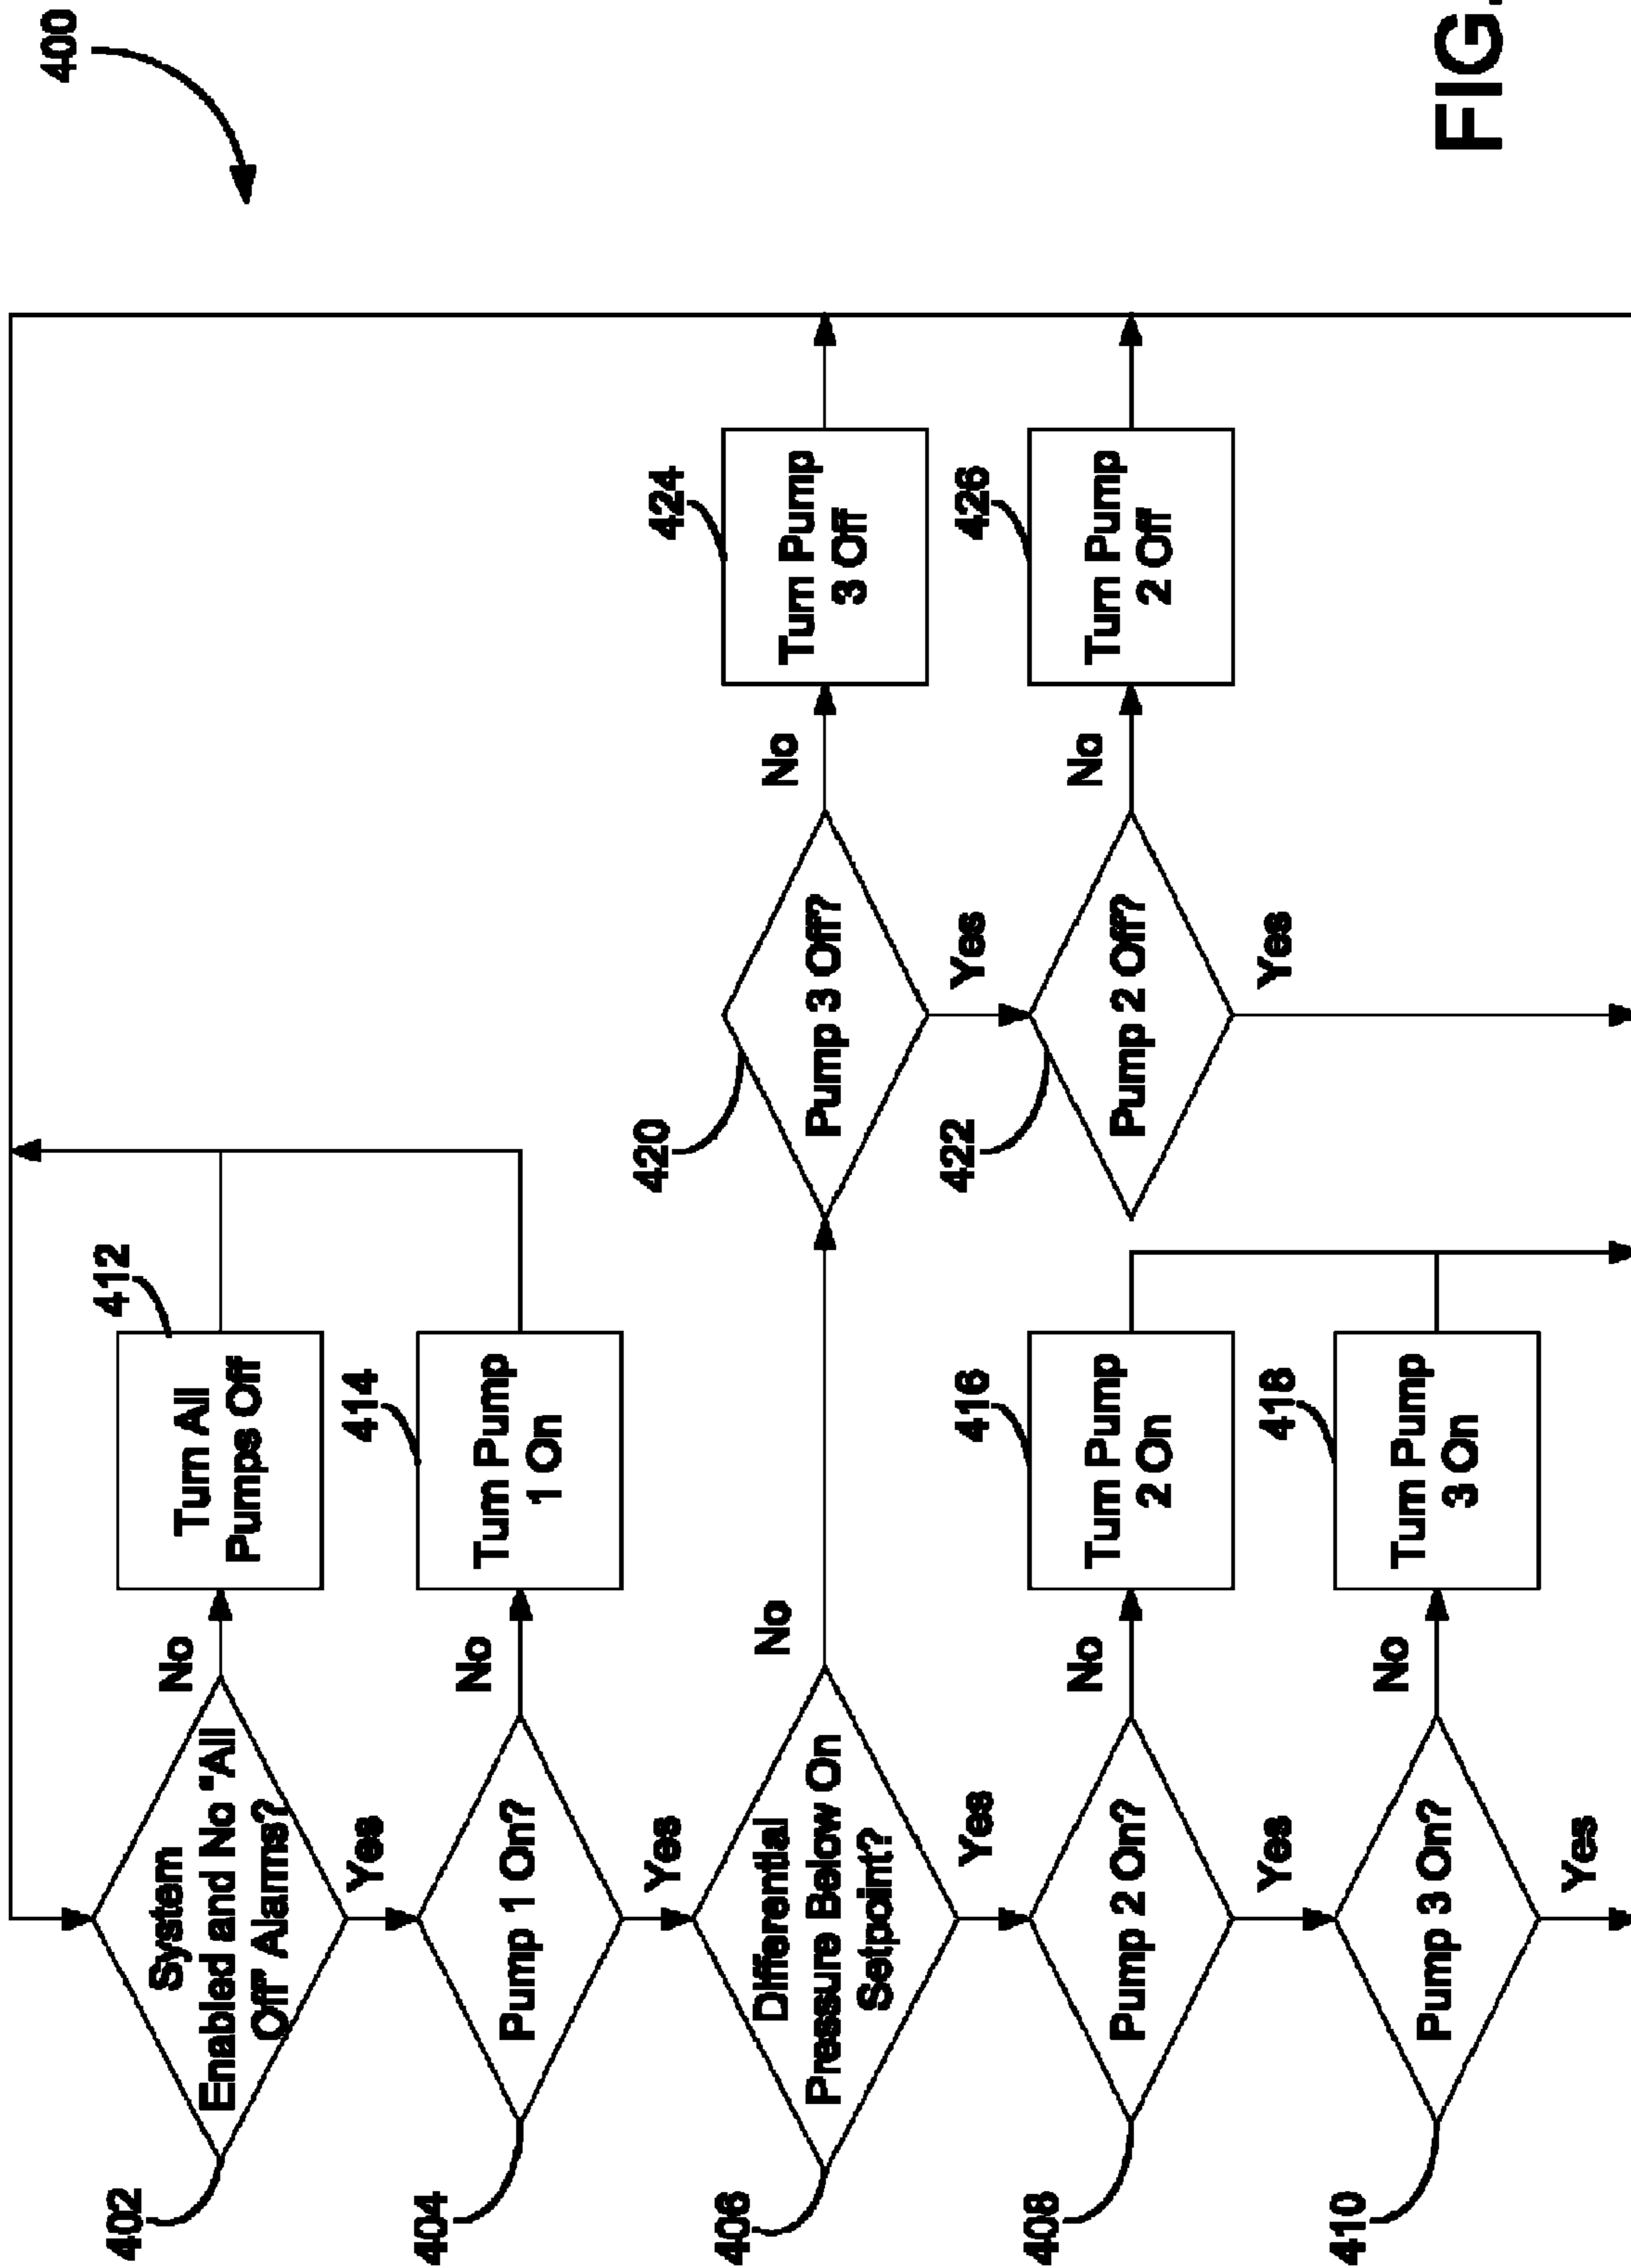 400
402
System
Enabled and No "All
Off" Alarms?
No
412
Turn All
Pumps Off
Yes
404
Pump 1 On?
No
414
Turn Pump
1 On
Yes
406
Differential
Pressure Below On
Setpoint?
No
420
Pump 3 Off?
No
424
Turn Pump
3 Off
Yes
Yes
408
Pump 2 On?
No
416
Turn Pump
2 On
422
Pump 2 Off?
No
426
Turn Pump
2 Off
Yes
Yes
410
Pump 3 On?
No
418
Turn Pump
3 On
Yes
FIG.